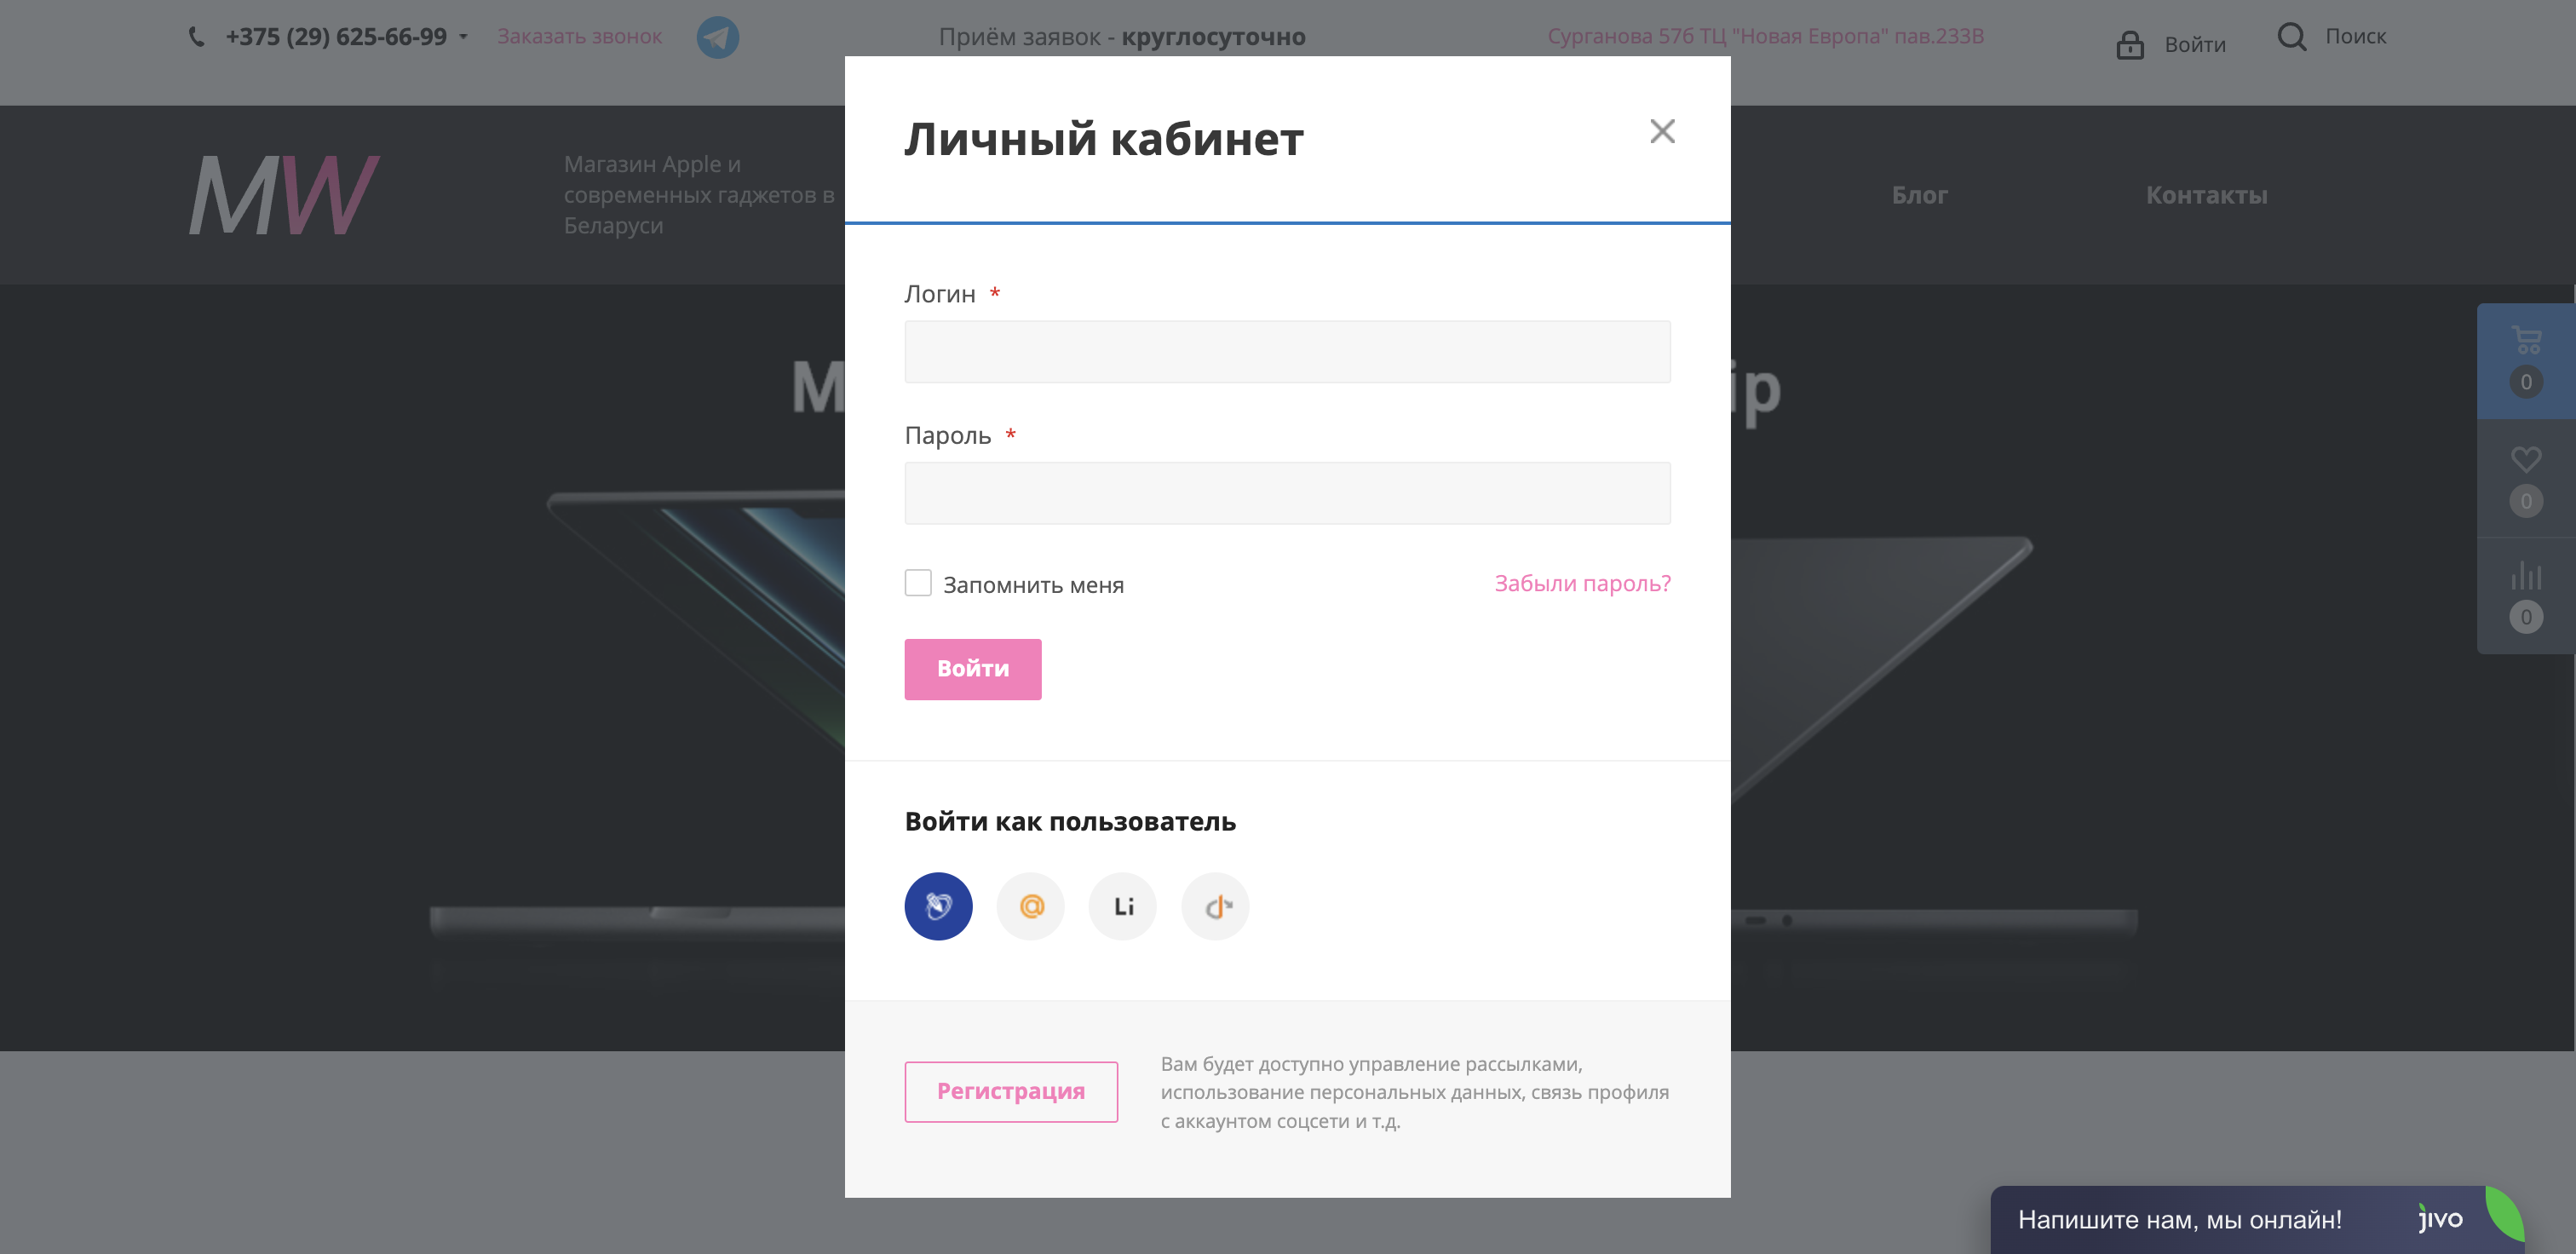 +375 (29) 625-66-99
Заказать звонок
Приём заявок - круглосуточно
Сурганова 57б ТЦ "Новая Европа" пав.233В
Войти
Поиск
MW
Магазин Apple и
современных гаджетов в
Беларуси
Блог
Контакты
Личный кабинет
Логин *
Пароль *
Запомнить меня
Забыли пароль?
Войти
Войти как пользователь
@
Li
Регистрация
Вам будет доступно управление рассылками,
использование персональных данных, связь профиля
с аккаунтом соцсети и т.д.
0
0
0
Напишите нам, мы онлайн!
jivo